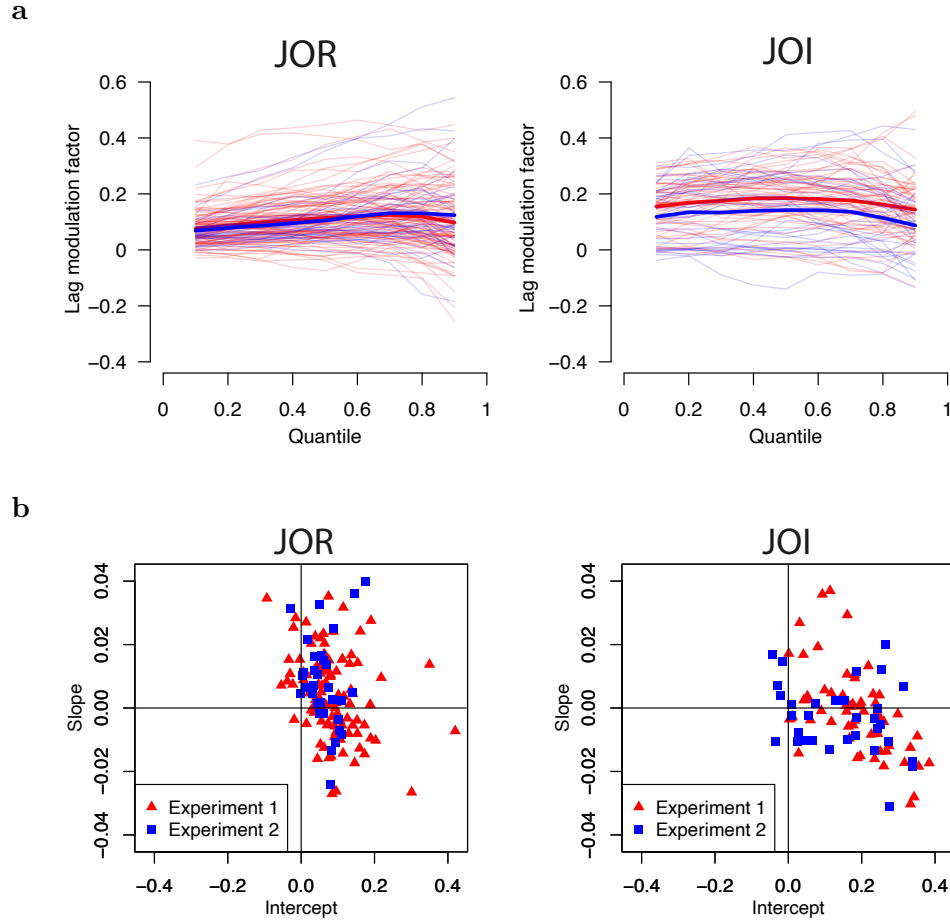 a
JOR
JOI
Lag modulation factor
0.6
0.4
0.2
0
−0.2
−0.4
0 0.2 0.4 0.6 0.8 1
Quantile
Lag modulation factor
0.6
0.4
0.2
0
−0.2
−0.4
0 0.2 0.4 0.6 0.8 1
Quantile
b
JOR
JOI
Slope
0.04
0.02
0.00
−0.02
−0.04
Experiment 1
Experiment 2
−0.4 −0.2 0.0 0.2 0.4
Intercept
Slope
0.04
0.02
0.00
−0.02
−0.04
Experiment 1
Experiment 2
−0.4 −0.2 0.0 0.2 0.4
Intercept